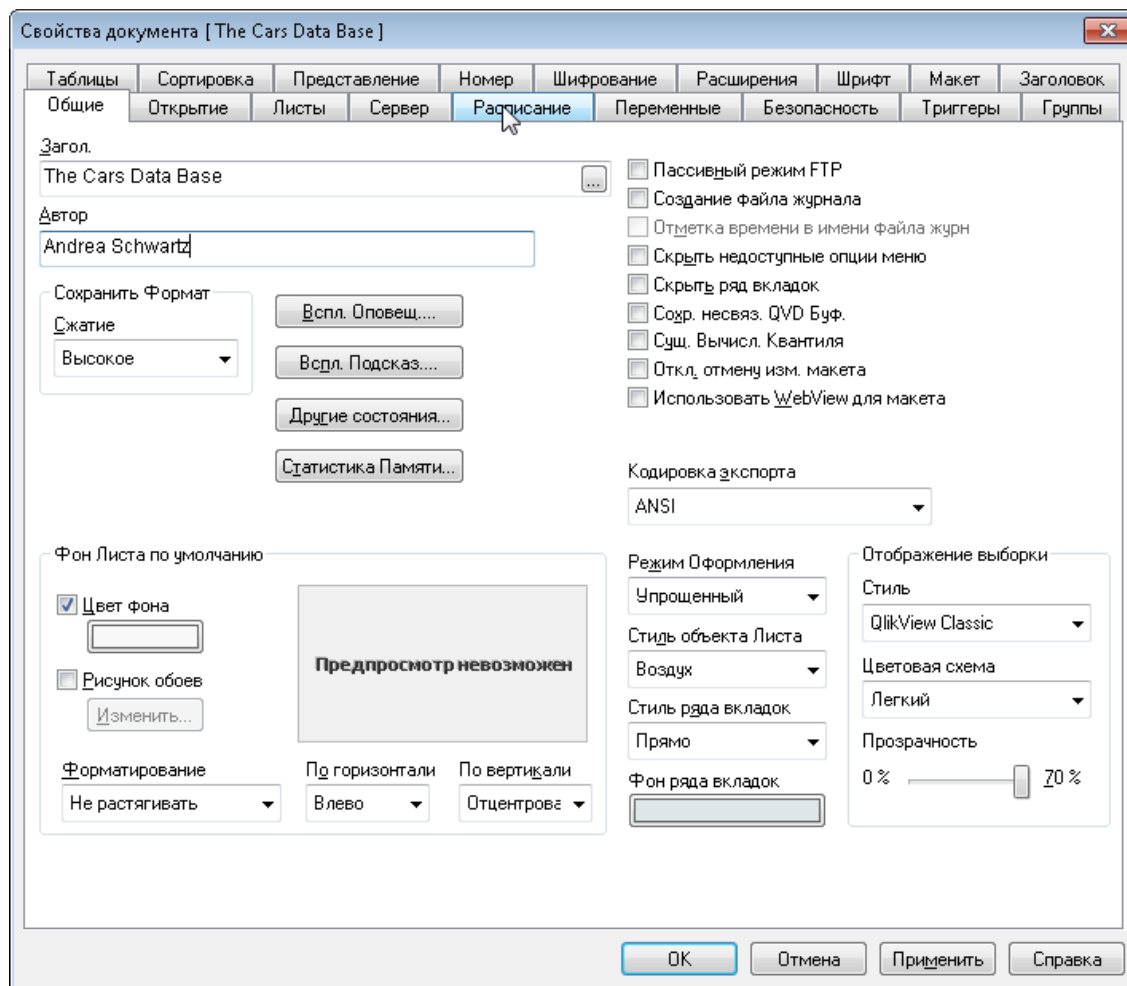 Свойства документа [ The Cars Data Base ]
Таблицы Сортировка Представление Номер Шифрование Расширения Шрифт Макет Заголовок
Общие Открытие Листы Сервер Расписание Переменные Безопасность Триггеры Группы
Загол.
The Cars Data Base
...
Автор
Andrea Schwartz
Сохранить Формат
Сжатие
Высокое
Вспл. Оповещ....
Вспл. Подсказ....
Другие состояния...
Статистика Памяти...
Пассивный режим FTP
Создание файла журнала
Отметка времени в имени файла журн
Скрыть недоступные опции меню
Скрыть ряд вкладок
Сохр. несвяз. QVD Буф.
Сущ. Вычисл. Квантиля
Откл. отмену изм. макета
Использовать WebView для макета
Кодировка экспорта
ANSI
Фон Листа по умолчанию
Цвет фона
Рисунок обоев
Изменить...
Предпросмотр невозможен
Форматирование
Не растягивать
По горизонтали
Влево
По вертикали
Отцентрова
Режим Оформления
Упрощенный
Стиль объекта Листа
Воздух
Стиль ряда вкладок
Прямо
Фон ряда вкладок
Отображение выборки
Стиль
QlikView Classic
Цветовая схема
Легкий
Прозрачность
0 % 70 %
OK Отмена Применить Справка